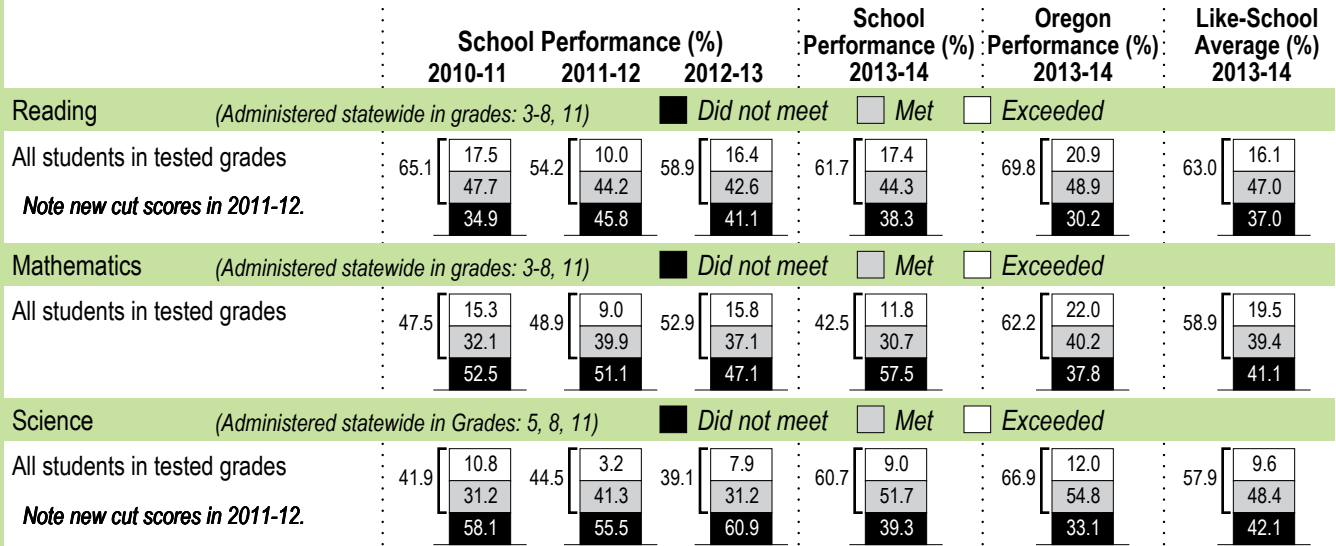 School Performance (%)
School Performance (%)
Oregon Performance (%)
Like-School Average (%)
2010-11 2011-12 2012-13 2013-14 2013-14 2013-14
Reading (Administered statewide in grades: 3-8, 11) Did not meet Met Exceeded
All students in tested grades
Note new cut scores in 2011-12.
65.1 17.5 54.2 10.0 58.9 16.4 61.7 17.4 69.8 20.9 63.0 16.1
47.7 44.2 42.6 44.3 48.9 47.0
34.9 45.8 41.1 38.3 30.2 37.0
Mathematics (Administered statewide in grades: 3-8, 11) Did not meet Met Exceeded
All students in tested grades
47.5 15.3 48.9 9.0 52.9 15.8 42.5 11.8 62.2 22.0 58.9 19.5
32.1 39.9 37.1 30.7 40.2 39.4
52.5 51.1 47.1 57.5 37.8 41.1
Science (Administered statewide in Grades: 5, 8, 11) Did not meet Met Exceeded
All students in tested grades
Note new cut scores in 2011-12.
41.9 10.8 44.5 3.2 39.1 7.9 60.7 9.0 66.9 12.0 57.9 9.6
31.2 41.3 31.2 51.7 54.8 48.4
58.1 55.5 60.9 39.3 33.1 42.1